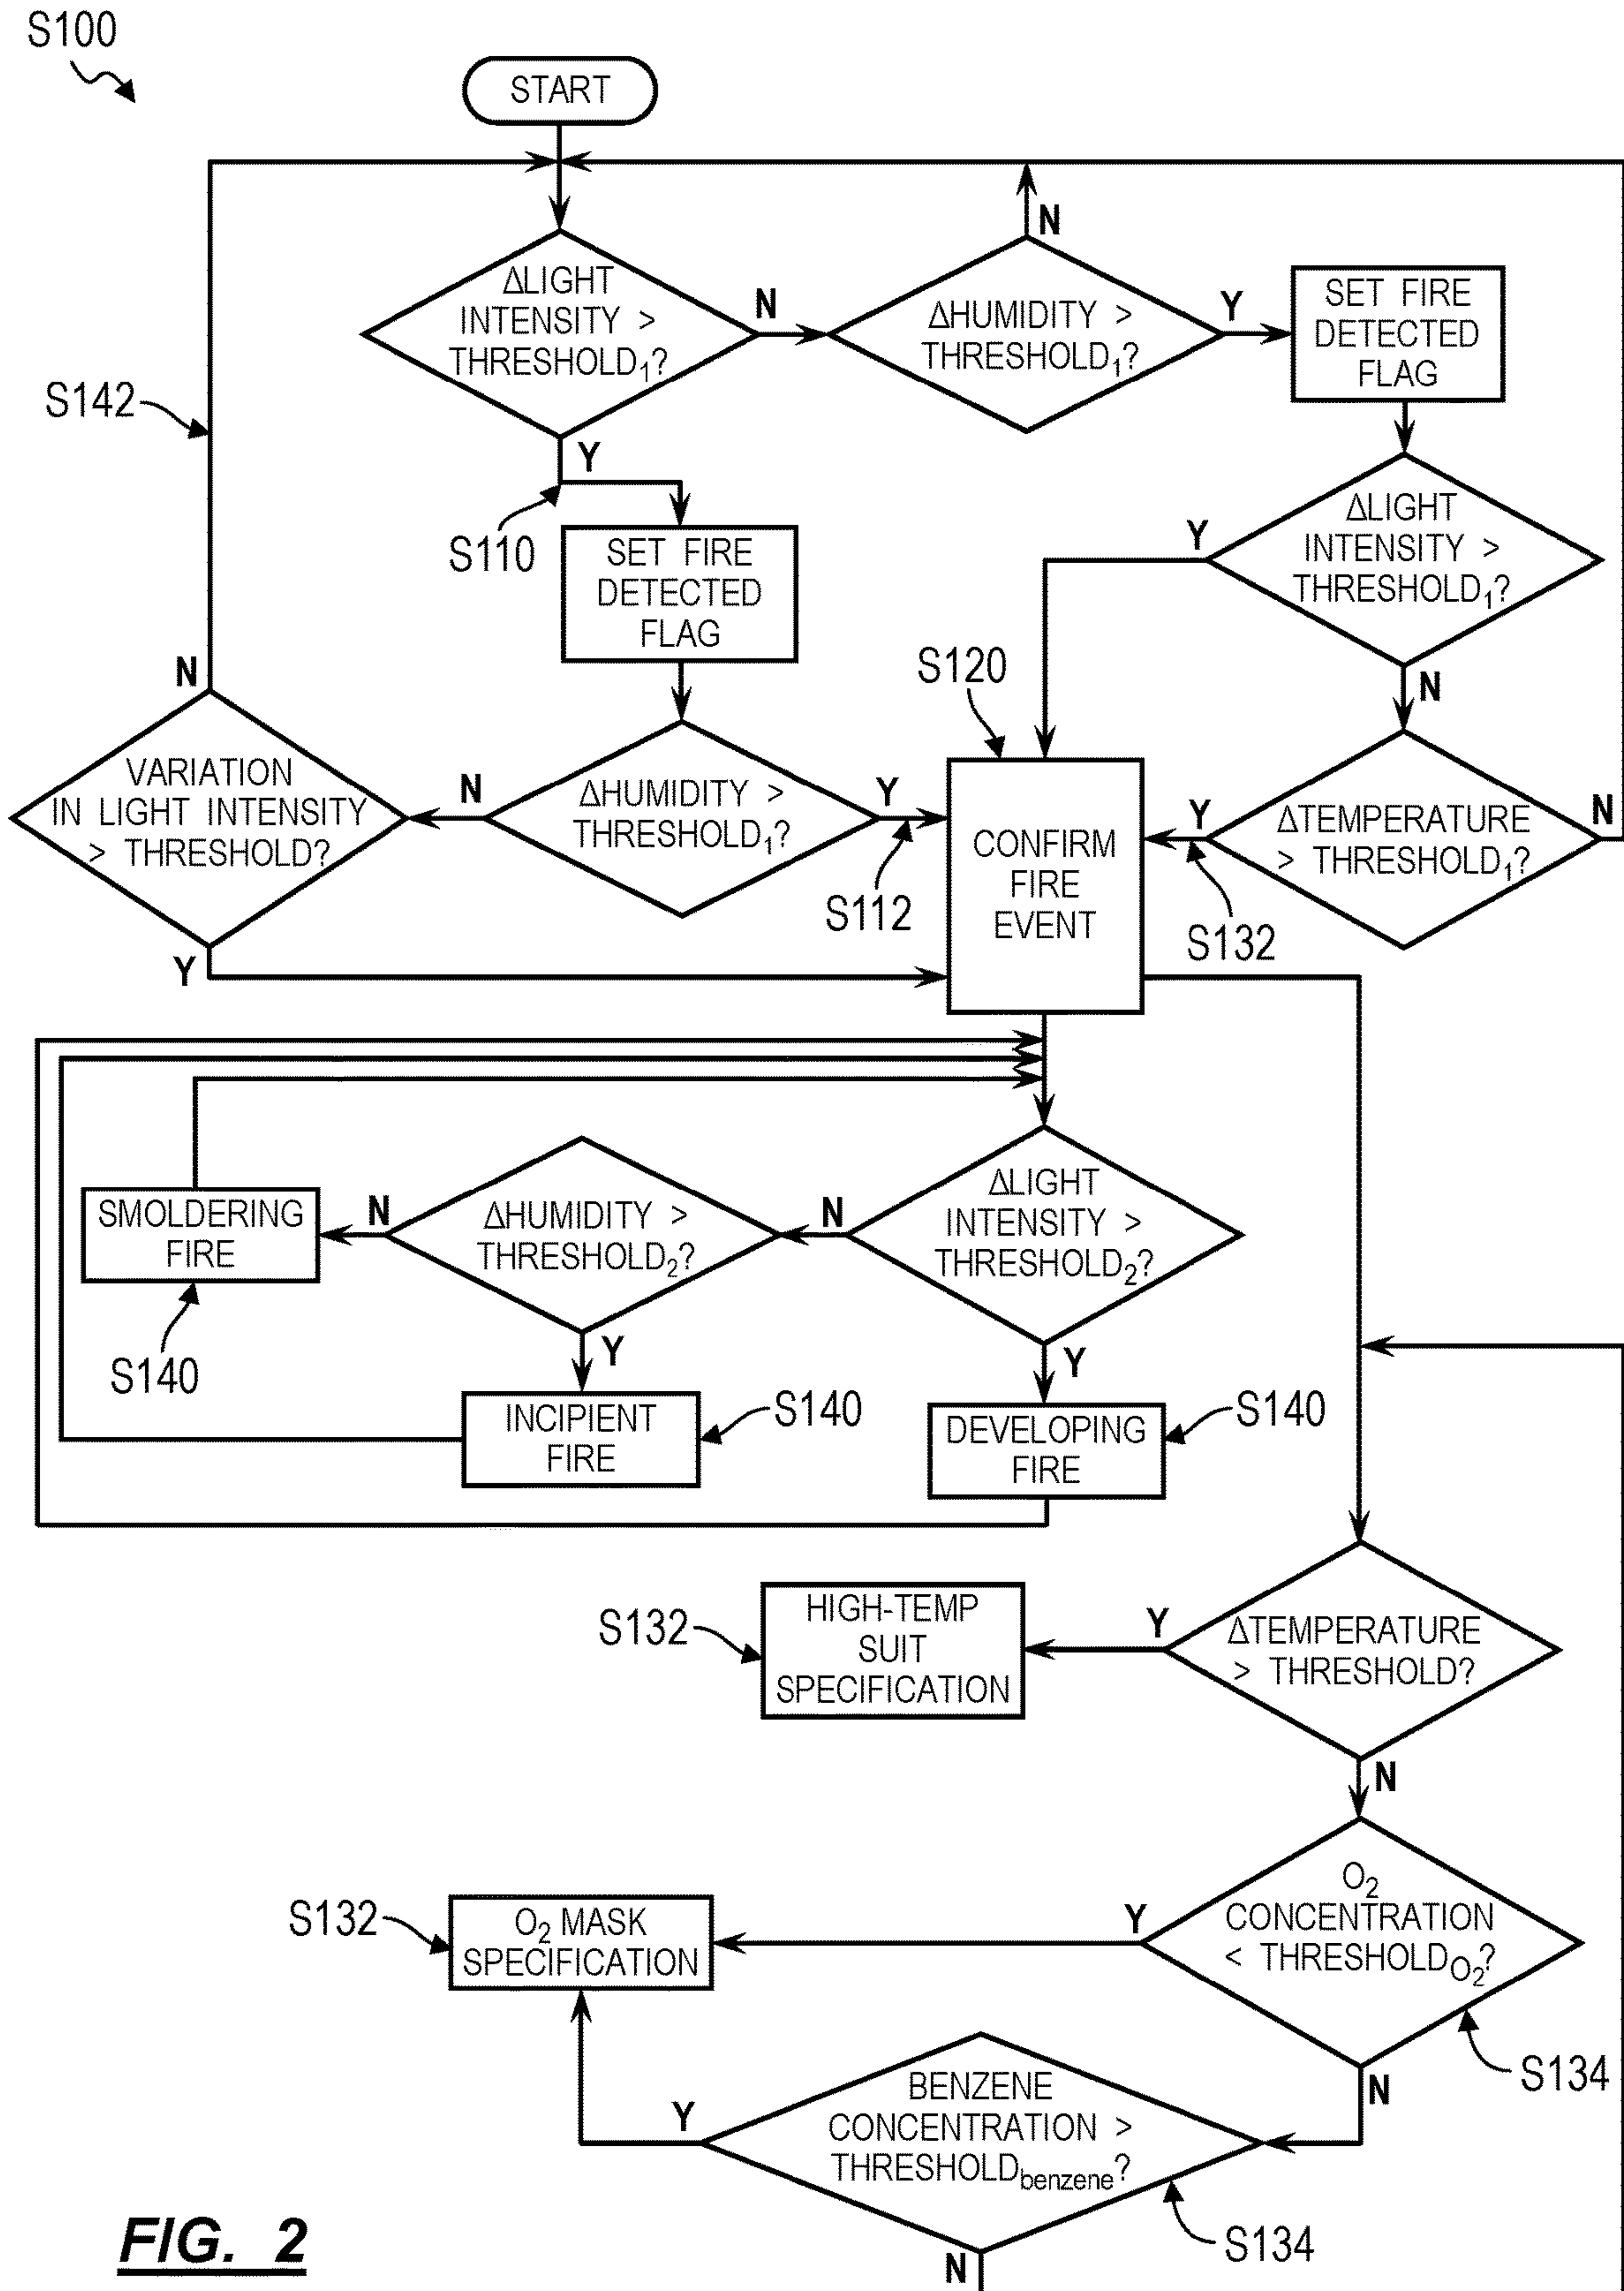 S100
START
N
ΔLIGHT
INTENSITY >
THRESHOLD₁?
N
ΔHUMIDITY >
THRESHOLD₁?
Y
SET FIRE
DETECTED
FLAG
S142
Y
S110
SET FIRE
DETECTED
FLAG
Y
ΔLIGHT
INTENSITY >
THRESHOLD₁?
N
S120
N
VARIATION
IN LIGHT INTENSITY
> THRESHOLD?
N
ΔHUMIDITY >
THRESHOLD₁?
Y
S112
CONFIRM
FIRE
EVENT
Y
S132
ΔTEMPERATURE
> THRESHOLD₁?
N
Y
SMOLDERING
FIRE
S140
N
ΔHUMIDITY >
THRESHOLD₂?
N
ΔLIGHT
INTENSITY >
THRESHOLD₂?
Y
Y
INCIPIENT
FIRE
S140
DEVELOPING
FIRE
S140
S132
HIGH-TEMP
SUIT
SPECIFICATION
Y
ΔTEMPERATURE
> THRESHOLD?
N
S132
O₂ MASK
SPECIFICATION
Y
O₂
CONCENTRATION
< THRESHOLD_O₂?
S134
N
Y
BENZENE
CONCENTRATION >
THRESHOLD_benzene?
S134
N
FIG. 2